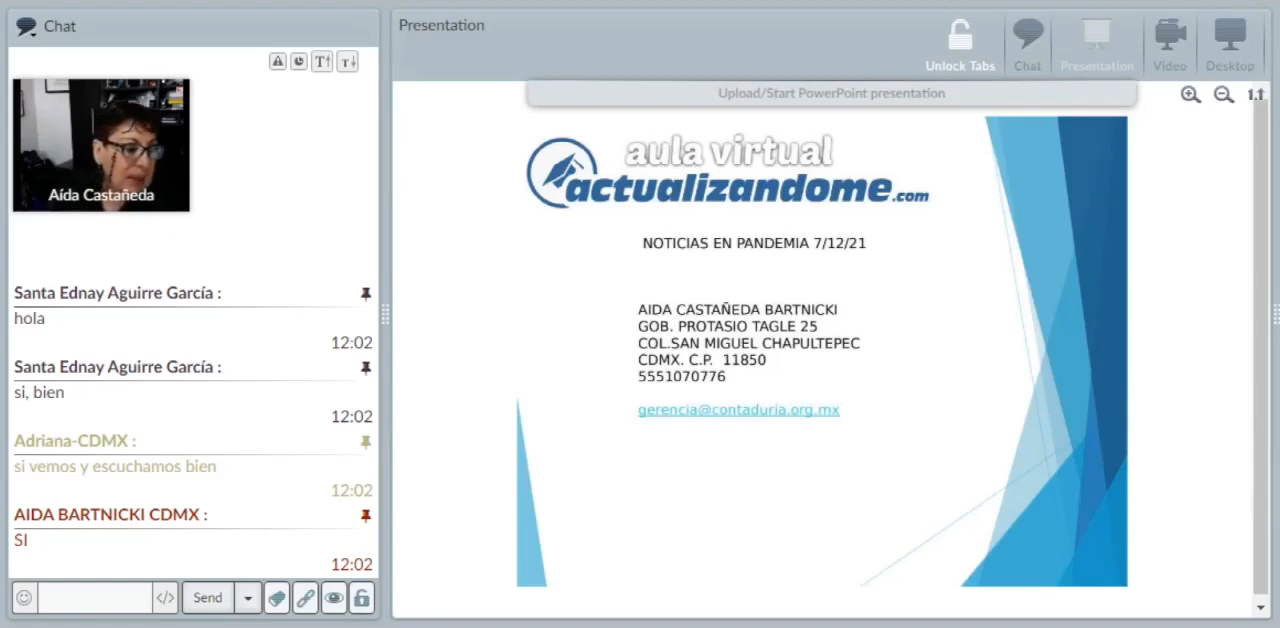 Chat
Aída Castañeda
Santa Ednay Aguirre García :
hola
12:02
Santa Ednay Aguirre García :
si, bien
12:02
Adriana-CDMX :
si vemos y escuchamos bien
12:02
AIDA BARTNICKI CDMX :
SI
12:02
</> Send
Presentation
Unlock Tabs Chat Presentation Video Desktop
Upload/Start PowerPoint presentation
1.1
aula virtual
actualizandome.com
NOTICIAS EN PANDEMIA 7/12/21
AIDA CASTAÑEDA BARTNICKI
GOB. PROTASIO TAGLE 25
COL.SAN MIGUEL CHAPULTEPEC
CDMX. C.P. 11850
5551070776
gerencia@contaduria.org.mx